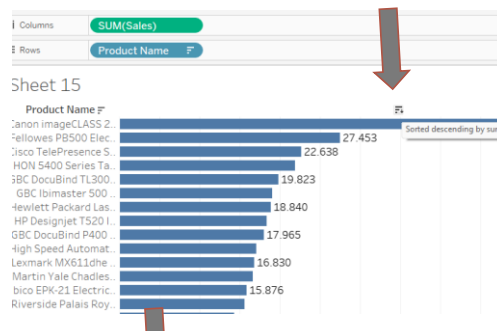 Columns SUM(Sales)
Rows Product Name
Sheet 15
Product Name
Canon imageCLASS 2..
Sorted descending by sum
Fellowes PB500 Elec.. 27.453
Cisco TelePresence S.. 22.638
HON 5400 Series Ta..
GBC DocuBind TL300.. 19.823
GBC Ibimaster 500 ..
Hewlett Packard Las.. 18.840
HP Designjet T520 I..
GBC DocuBind P400 .. 17.965
High Speed Automat..
Lexmark MX611dhe .. 16.830
Martin Yale Chadles..
bico EPK-21 Electric.. 15.876
Riverside Palais Roy..